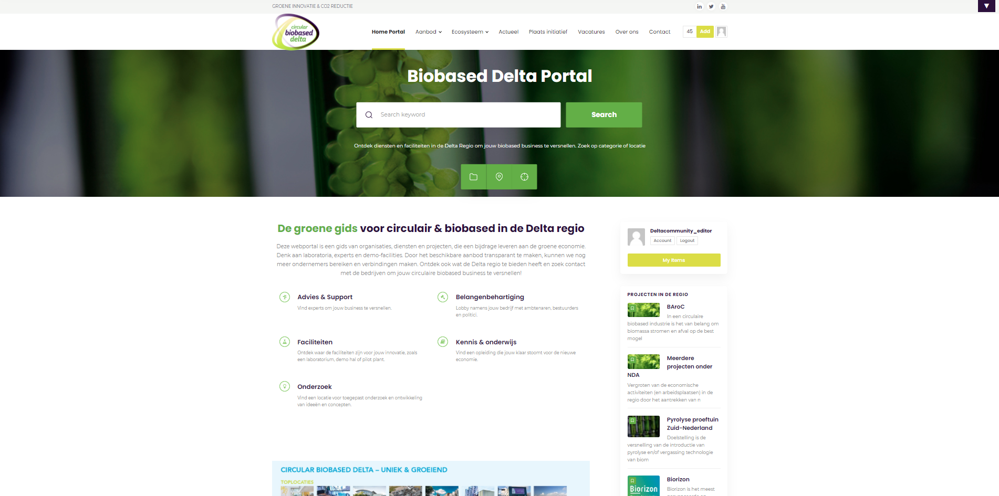 GROENE INNOVATIE & CO2 REDUCTIE
circular
biobased
delta
Home Portal
Aanbod
Ecosysteem
Actueel
Plaats initiatief
Vacatures
Over ons
Contact
45
Add
Biobased Delta Portal
Search keyword
Search
Ontdek diensten en faciliteiten in de Delta Regio om jouw biobased business te versnellen. Zoek op categorie of locatie
De groene gids voor circulair & biobased in de Delta regio
Deze webportal is een gids van organisaties, diensten en projecten, die een bijdrage leveren aan de groene economie.
Denk aan laboratoria, experts en demo-facilities. Door het beschikbare aanbod transparant te maken, kunnen we nog
meer ondernemers bereiken en verbindingen maken. Ontdek ook wat de Delta regio te bieden heeft en zoek contact
met de bedrijven om jouw circulaire biobased business te versnellen!
Advies & Support
Vind experts om jouw business te versnellen.
Belangenbehartiging
Lobby namens jouw bedrijf met ambtenaren, bestuurders
en politici.
Faciliteiten
Ontdek waar de faciliteiten zijn voor jouw innovatie, zoals
een laboratorium, demo hal of pilot plant.
Kennis & onderwijs
Vind een opleiding die jouw klaar stoomt voor de nieuwe
economie.
Onderzoek
Vind een locatie voor toegepast onderzoek en ontwikkeling
van ideeën en concepten.
CIRCULAR BIOBASED DELTA – UNIEK & GROEIEND
TOPLOCATIES
Deltacommunity_editor
Account
Logout
My Items
PROJECTEN IN DE REGIO
BAroC
In een circulaire
biobased industrie is het van belang om
biomassa stromen en afval op de best
mogel
Meerdere
projecten onder
NDA
Vergroten van de economische
activiteiten (en arbeidsplaatsen) in de
regio door het aantrekken van n
Pyrolyse proeftuin
Zuid-Nederland
Doelstelling is de
versnelling van de introductie van
pyrolyse en/of vergassing technologie
van biom
Biorizon
Biorizon
Biorizon is het meest